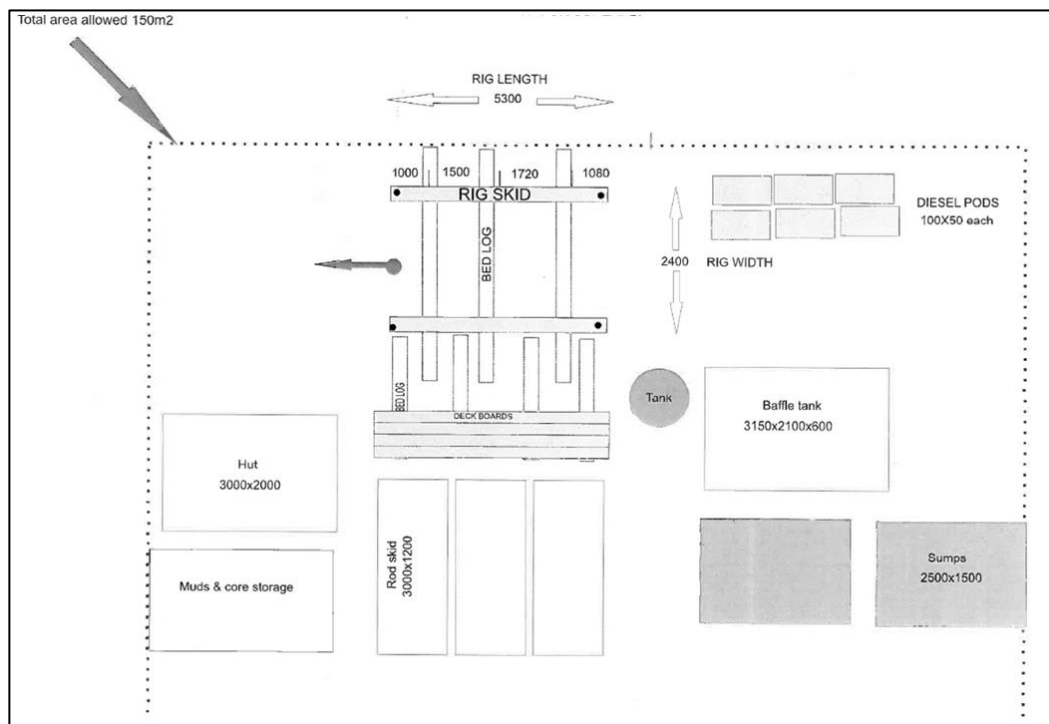 Total area allowed 150m2
RIG LENGTH
5300
1000
1500
1720
1080
RIG SKID
BED LOG
DIESEL PODS
100X50 each
2400
RIG WIDTH
BED LOG
DECK BOARDS
Tank
Baffle tank
3150x2100x600
Hut
3000x2000
Rod skid
3000x1200
Muds & core storage
Sumps
2500x1500